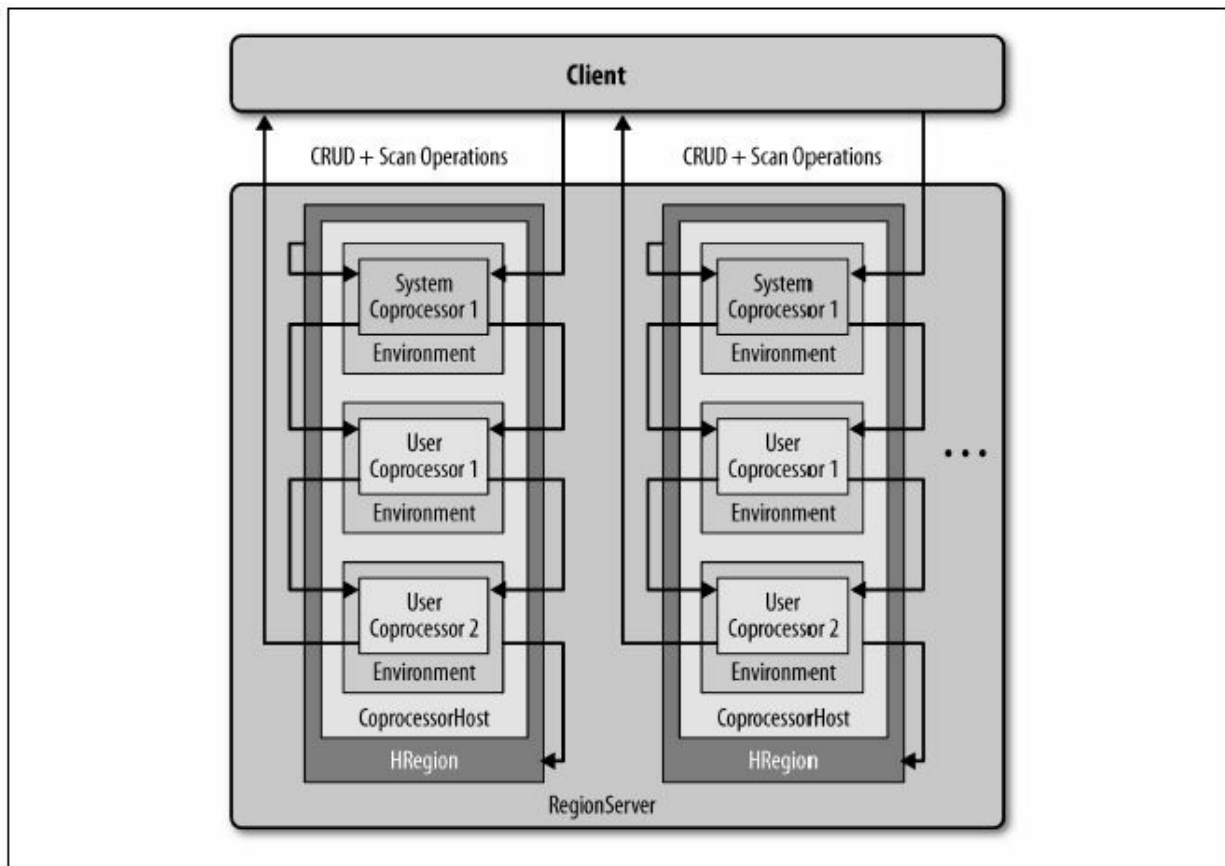 Client
CRUD + Scan Operations
CRUD + Scan Operations
System
Coprocessor 1
Environment
User
Coprocessor 1
Environment
User
Coprocessor 2
Environment
CoprocessorHost
HRegion
System
Coprocessor 1
Environment
User
Coprocessor 1
Environment
User
Coprocessor 2
Environment
CoprocessorHost
HRegion
...
RegionServer